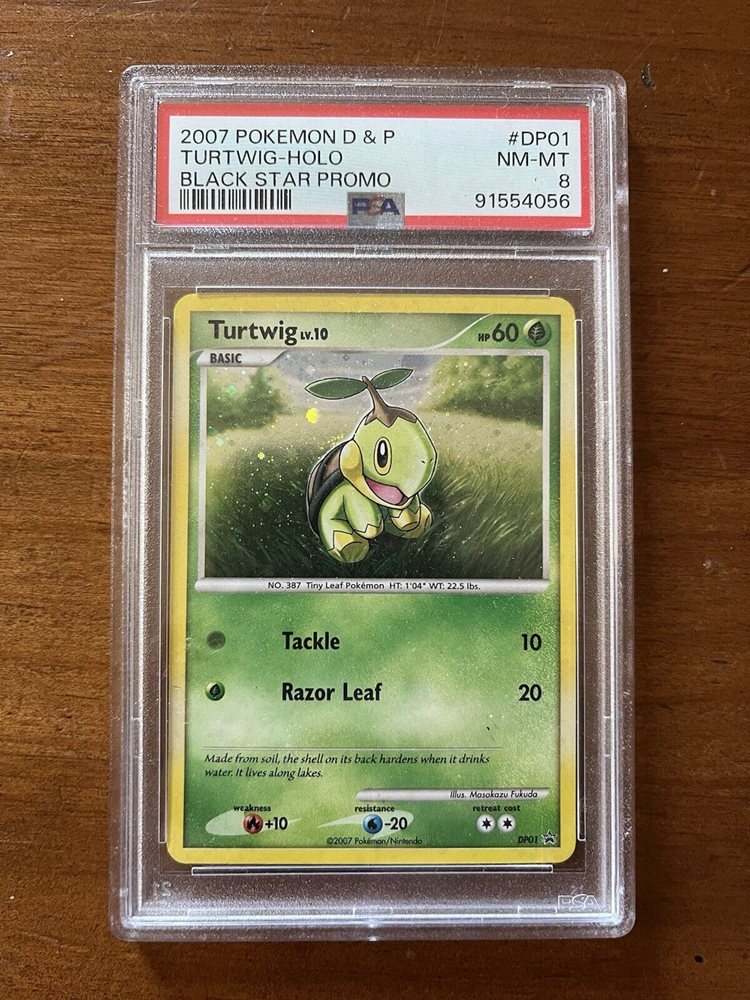 2007 POKEMON D & P #DP01
TURTWIG-HOLO NM-MT
BLACK STAR PROMO 8
PSA 91554056
Turtwig LV.10 HP 60
BASIC
NO. 387 Tiny Leaf Pokémon HT: 1'04" WT: 22.5 lbs.
Tackle 10
Razor Leaf 20
Made from soil, the shell on its back hardens when it drinks
water. It lives along lakes.
Illus. Masakazu Fukuda
weakness resistance retreat cost
+10 -20
©2007 Pokémon/Nintendo DP01
PSA